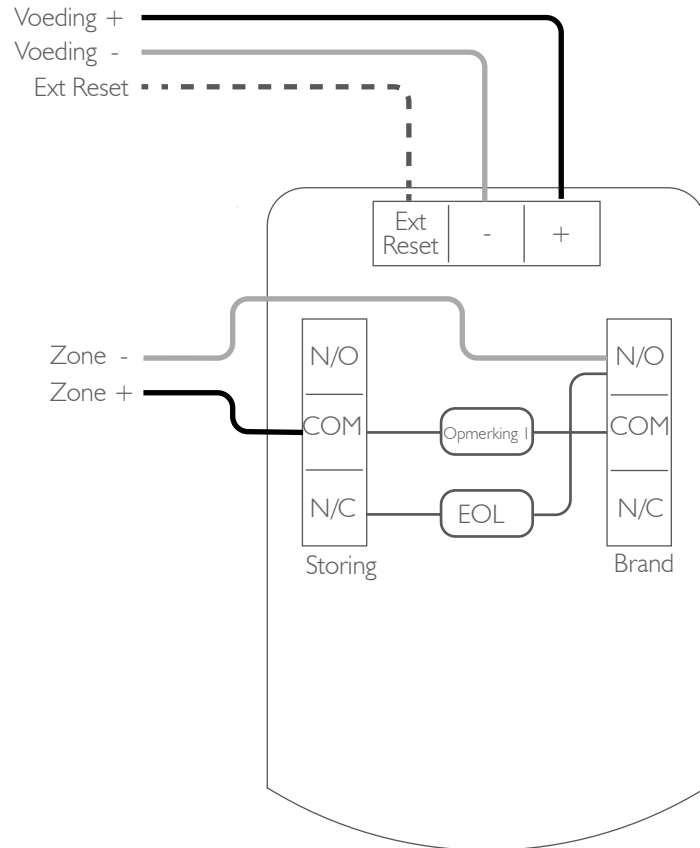 Voeding +
Voeding -
Ext Reset
Ext
Reset
-
+
Zone -
Zone +
N/O
COM
N/C
Storing
Opmerking 1
EOL
N/O
COM
N/C
Brand